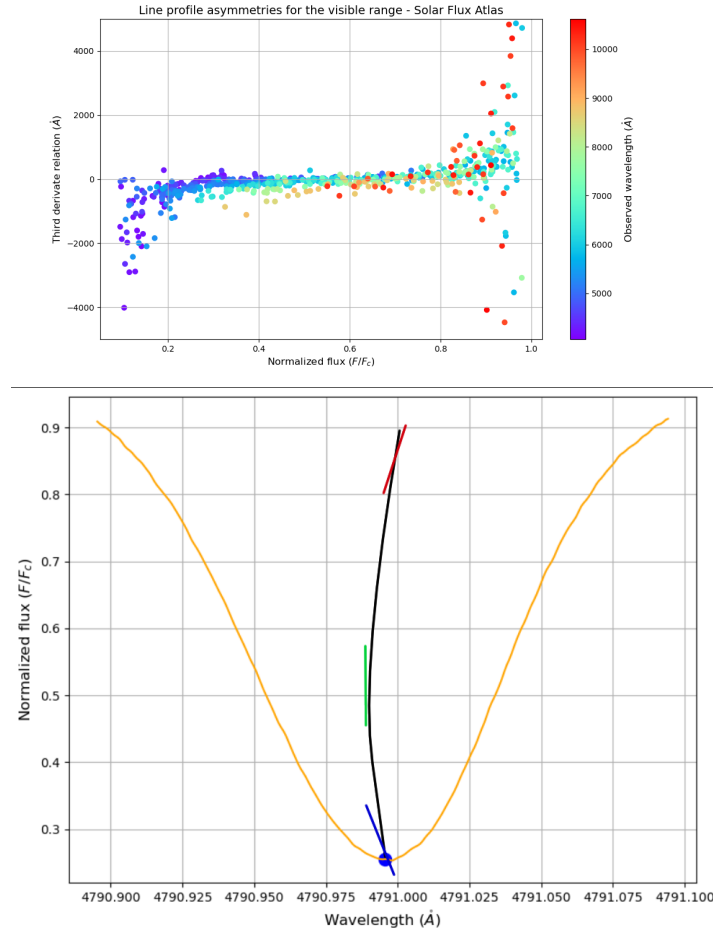 Line profile asymmetries for the visible range - Solar Flux Atlas
4000
2000
0
−2000
−4000
Third derivate relation (Å)
0.2 0.4 0.6 0.8 1.0
Normalized flux (F/Fc)
10000
9000
8000
7000
6000
5000
Observed wavelength (Å)
0.9
0.8
0.7
0.6
0.5
0.4
0.3
Normalized flux (F/Fc)
4790.900 4790.925 4790.950 4790.975 4791.000 4791.025 4791.050 4791.075 4791.100
Wavelength (Å)